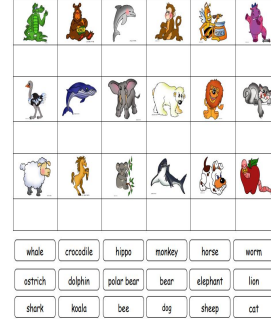 whale crocodile hippo monkey horse worm
ostrich dolphin polar bear bear elephant lion
shark koala bee dog sheep cat